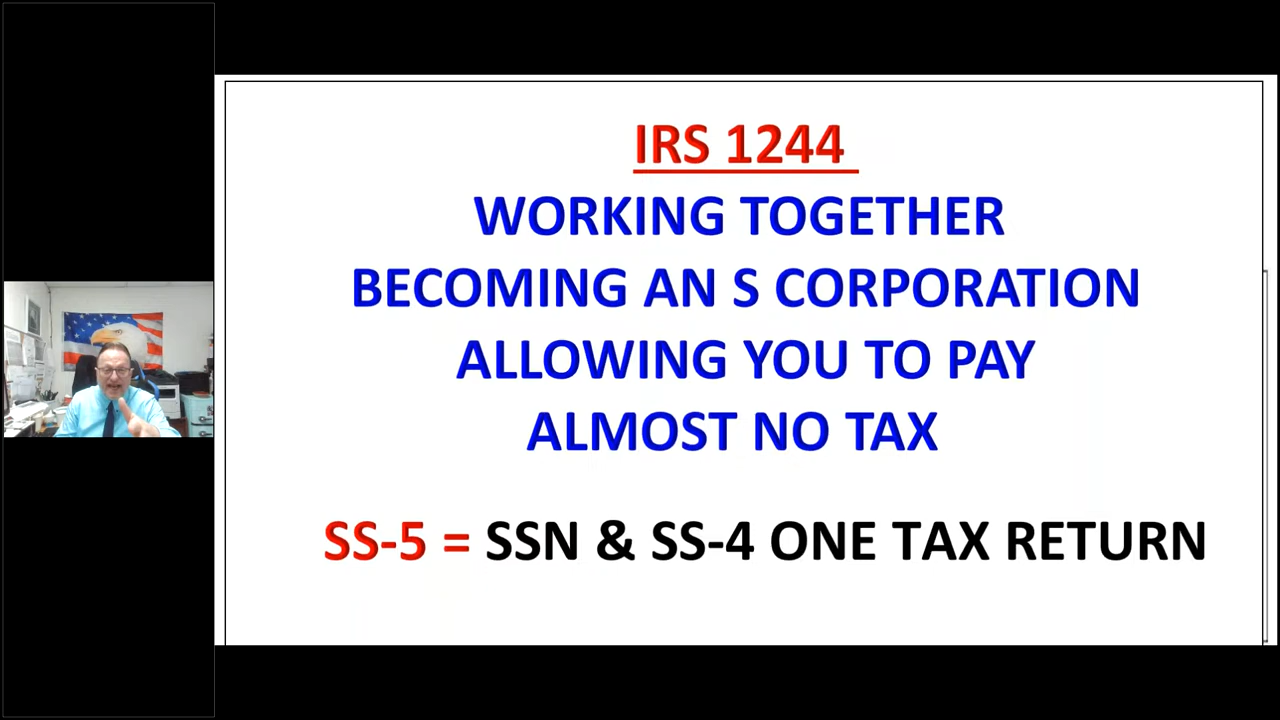 IRS 1244
WORKING TOGETHER
BECOMING AN S CORPORATION
ALLOWING YOU TO PAY
ALMOST NO TAX
SS-5 = SSN & SS-4 ONE TAX RETURN